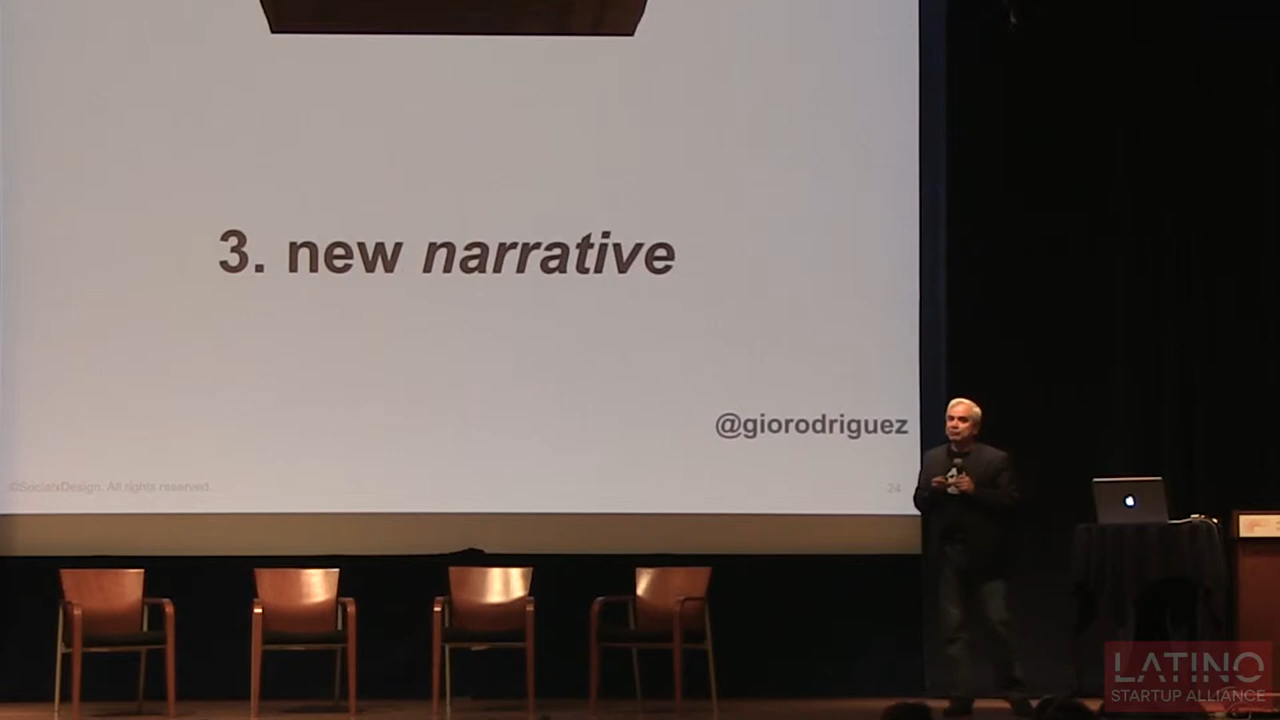 3. new narrative
@giorodriguez
©SocialxDesign. All rights reserved.
24
LATINO
STARTUP ALLIANCE